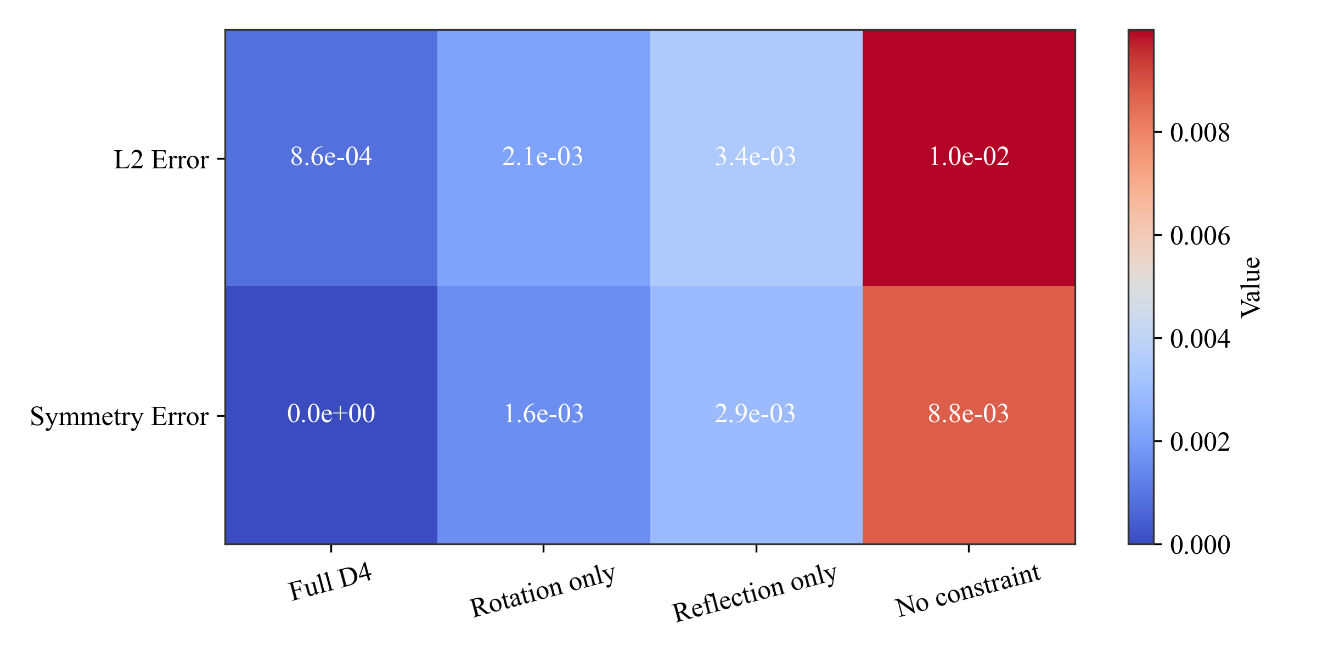 L2 Error
8.6e-04
2.1e-03
3.4e-03
1.0e-02
Symmetry Error
0.0e+00
1.6e-03
2.9e-03
8.8e-03
Full D4
Rotation only
Reflection only
No constraint
0.008
0.006
0.004
0.002
0.000
Value